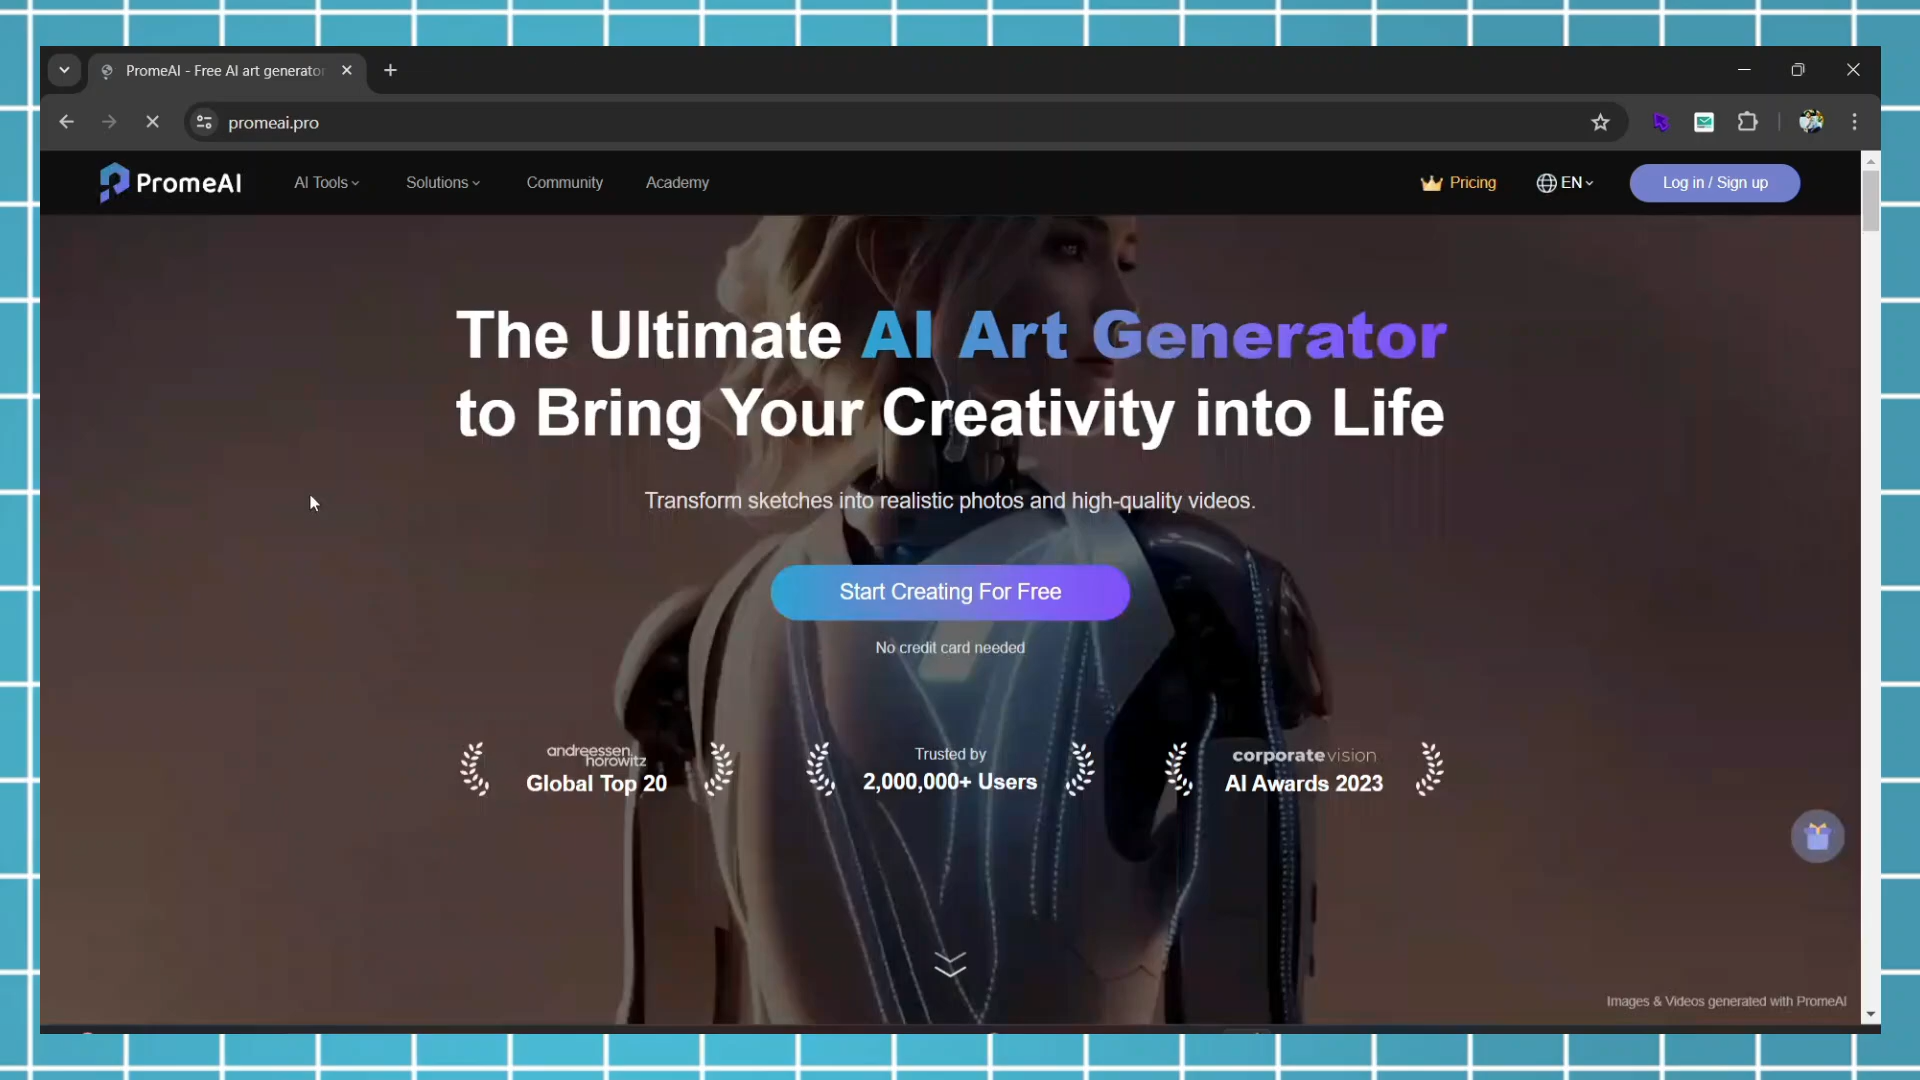 PromeAI - Free AI art generator
promeai.pro
PromeAI
AI Tools
Solutions
Community
Academy
Pricing
EN
Log in / Sign up
The Ultimate AI Art Generator
to Bring Your Creativity into Life
Transform sketches into realistic photos and high-quality videos.
Start Creating For Free
No credit card needed
andreessen.
horowitz
Global Top 20
Trusted by
2,000,000+ Users
corporatevision
AI Awards 2023
Images & Videos generated with PromeAI